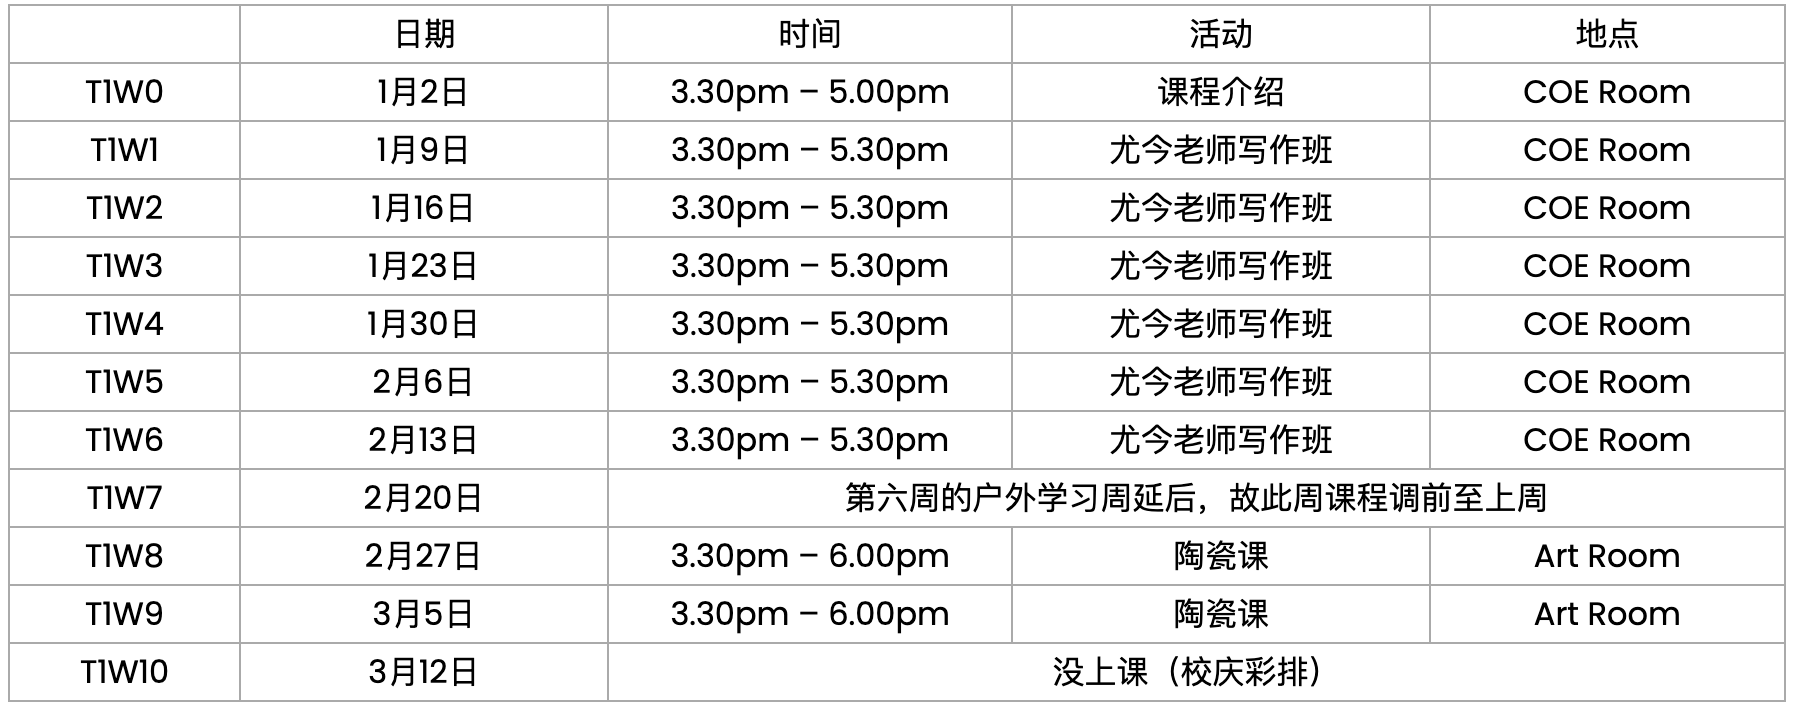 日期 时间 活动 地点
T1W0 1月2日 3.30pm – 5.00pm 课程介绍 COE Room
T1W1 1月9日 3.30pm – 5.30pm 尤今老师写作班 COE Room
T1W2 1月16日 3.30pm – 5.30pm 尤今老师写作班 COE Room
T1W3 1月23日 3.30pm – 5.30pm 尤今老师写作班 COE Room
T1W4 1月30日 3.30pm – 5.30pm 尤今老师写作班 COE Room
T1W5 2月6日 3.30pm – 5.30pm 尤今老师写作班 COE Room
T1W6 2月13日 3.30pm – 5.30pm 尤今老师写作班 COE Room
T1W7 2月20日 第六周的户外学习周延后，故此周课程调前至上周
T1W8 2月27日 3.30pm – 6.00pm 陶瓷课 Art Room
T1W9 3月5日 3.30pm – 6.00pm 陶瓷课 Art Room
T1W10 3月12日 没上课（校庆彩排）